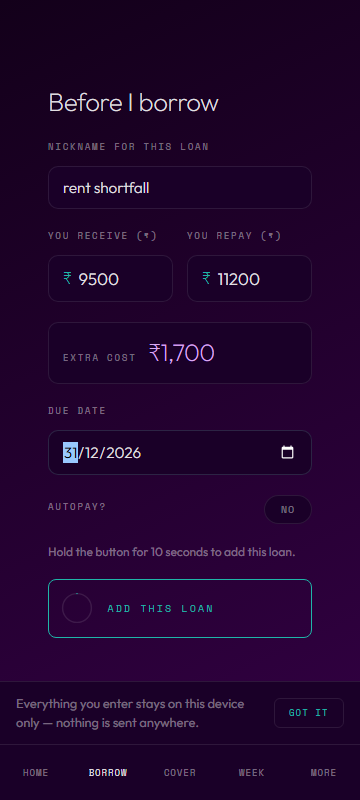 Before I borrow
NICKNAME FOR THIS LOAN
rent shortfall
YOU RECEIVE (₹) YOU REPAY (₹)
₹ 9500 ₹ 11200
EXTRA COST ₹1,700
DUE DATE
31/12/2026
AUTOPAY? NO
Hold the button for 10 seconds to add this loan.
ADD THIS LOAN
Everything you enter stays on this device
only — nothing is sent anywhere.
GOT IT
HOME BORROW COVER WEEK MORE